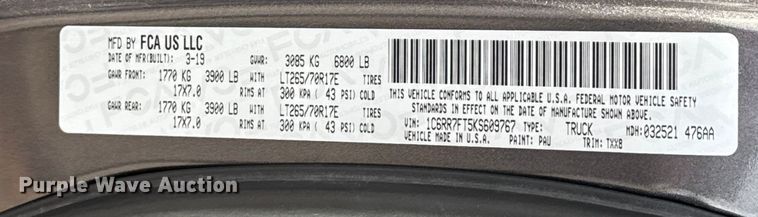 MFD BY FCA US LLC
DATE OF MFR(BUILT): 3-19 GVWR: 3085 KG 6800 LB
GAWR FRONT: 1770 KG 3900 LB WITH LT265/70R17E TIRES
17X7.0 RIMS AT 300 KPA ( 43 PSI) COLD
GAWR REAR: 1770 KG 3900 LB WITH LT265/70R17E TIRES
17X7.0 RIMS AT 300 KPA ( 43 PSI) COLD
THIS VEHICLE CONFORMS TO ALL APPLICABLE U.S.A. FEDERAL MOTOR VEHICLE SAFETY
STANDARDS IN EFFECT ON THE DATE OF MANUFACTURE SHOWN ABOVE.
VIN: 1C6RR7FT5KS609767 TYPE: TRUCK MDH:032521 476AA
VEHICLE MADE IN U.S.A. PAINT: PAU TRIM: TXX8
Purple Wave Auction